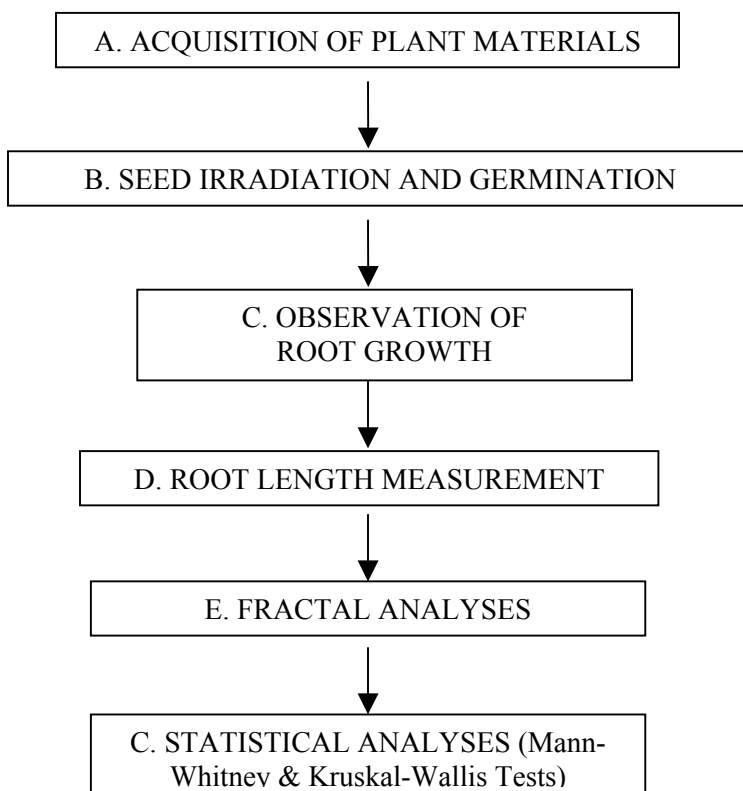 A. ACQUISITION OF PLANT MATERIALS
B. SEED IRRADIATION AND GERMINATION
C. OBSERVATION OF
ROOT GROWTH
D. ROOT LENGTH MEASUREMENT
E. FRACTAL ANALYSES
C. STATISTICAL ANALYSES (Mann-
Whitney & Kruskal-Wallis Tests)